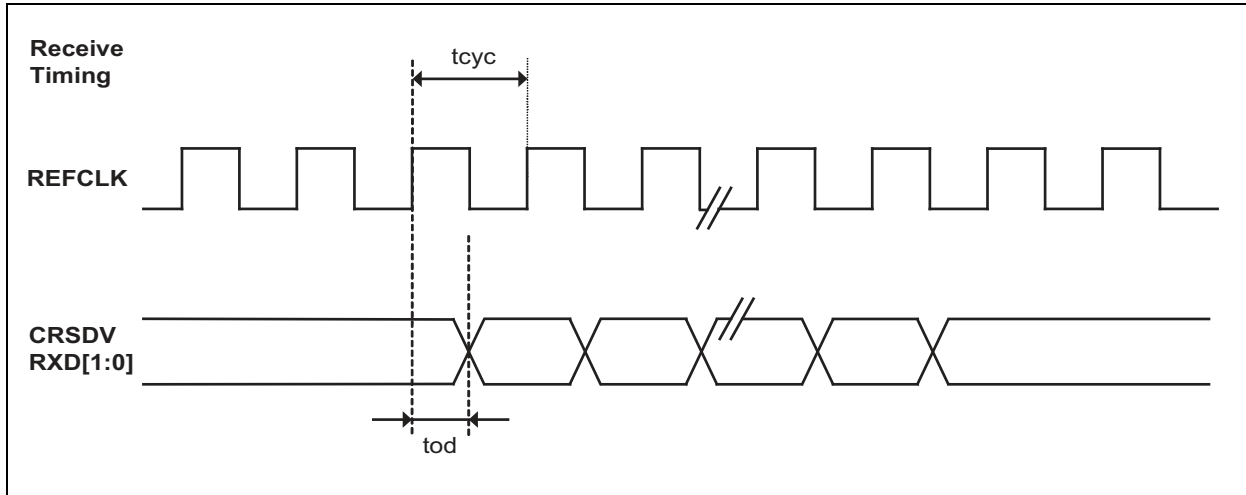 Receive
Timing
tcyc
REFCLK
CRSDV
RXD[1:0]
tod